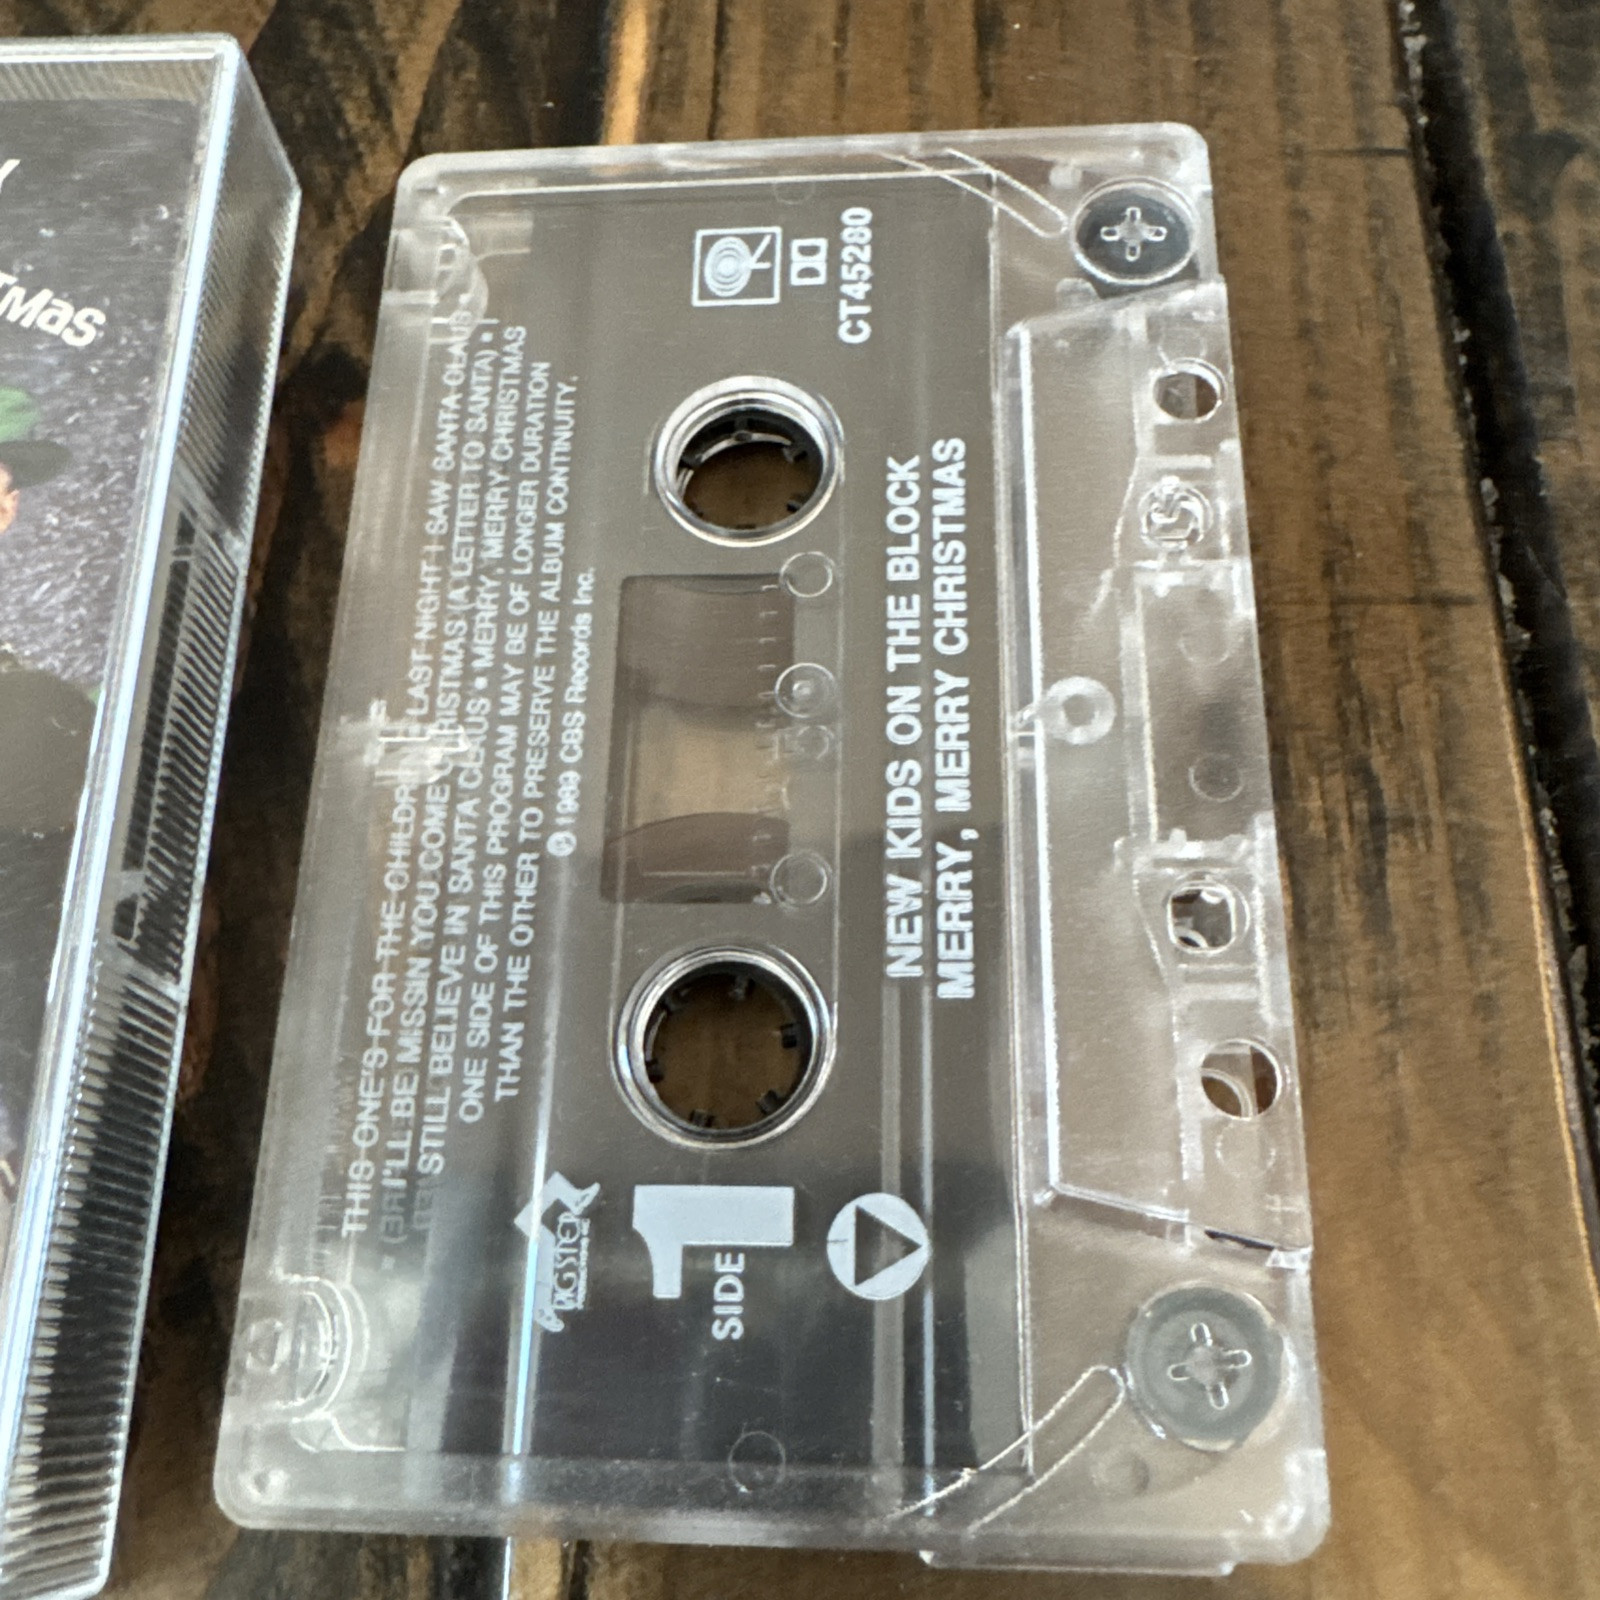 TMas
THIS ONE'S FOR THE CHILDREN • LAST NIGHT I SAW SANTA CLAUS •
I'LL BE MISSIN YOU COME CHRISTMAS (A LETTER TO SANTA) • I
STILL BELIEVE IN SANTA CLAUS • MERRY, MERRY CHRISTMAS
ONE SIDE OF THIS PROGRAM MAY BE OF LONGER DURATION
THAN THE OTHER TO PRESERVE THE ALBUM CONTINUITY.
℗ 1989 CBS Records Inc.
BIGSTEP
SIDE 1
CT45280
NEW KIDS ON THE BLOCK
MERRY, MERRY CHRISTMAS